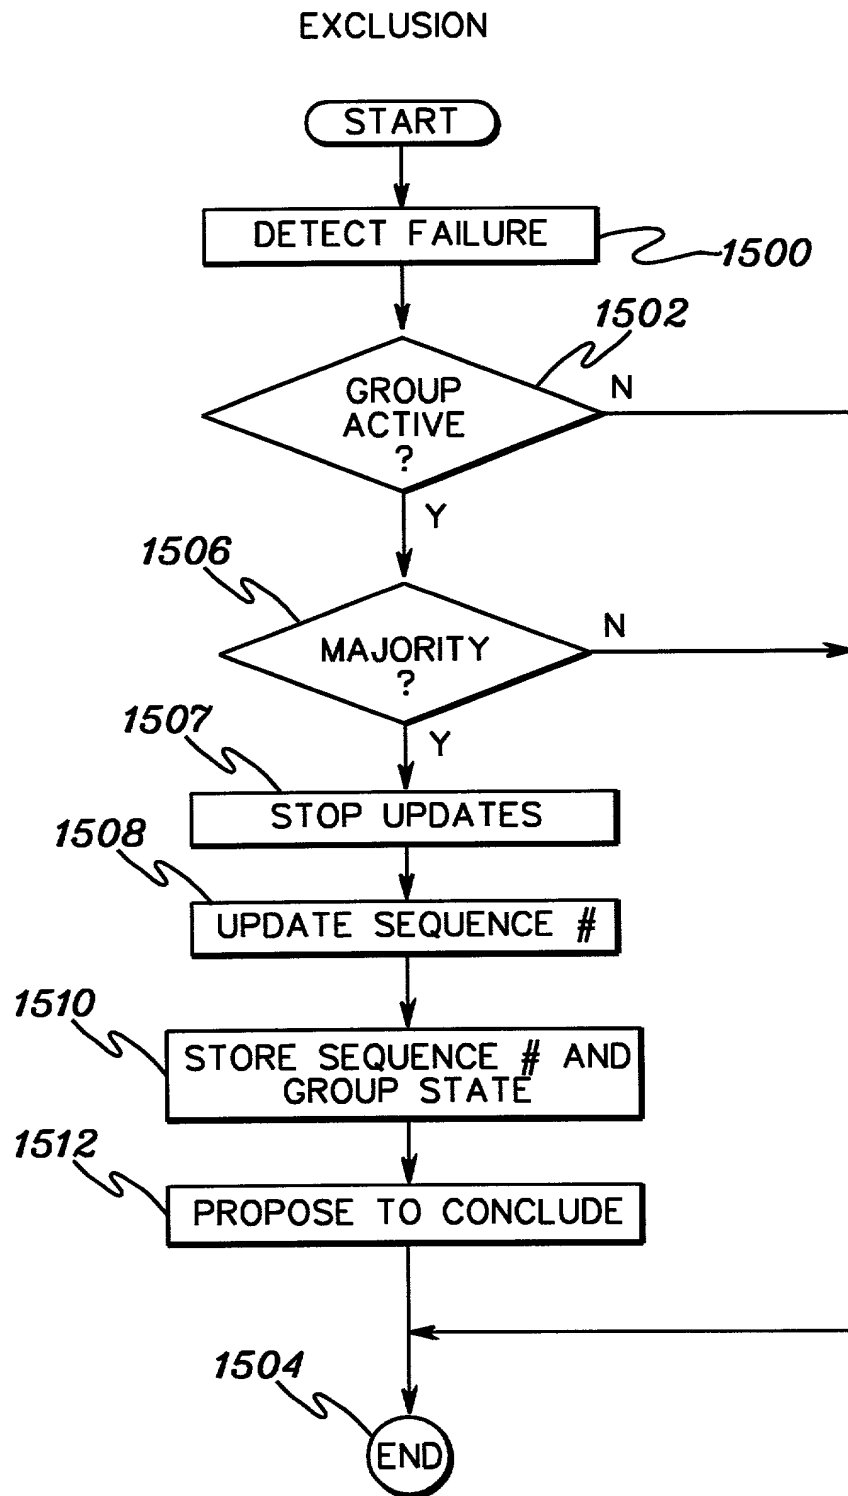 EXCLUSION
START
DETECT FAILURE
1500
1502
GROUP
ACTIVE
?
N
Y
1506
MAJORITY
?
N
Y
1507
STOP UPDATES
1508
UPDATE SEQUENCE #
1510
STORE SEQUENCE # AND
GROUP STATE
1512
PROPOSE TO CONCLUDE
1504
END